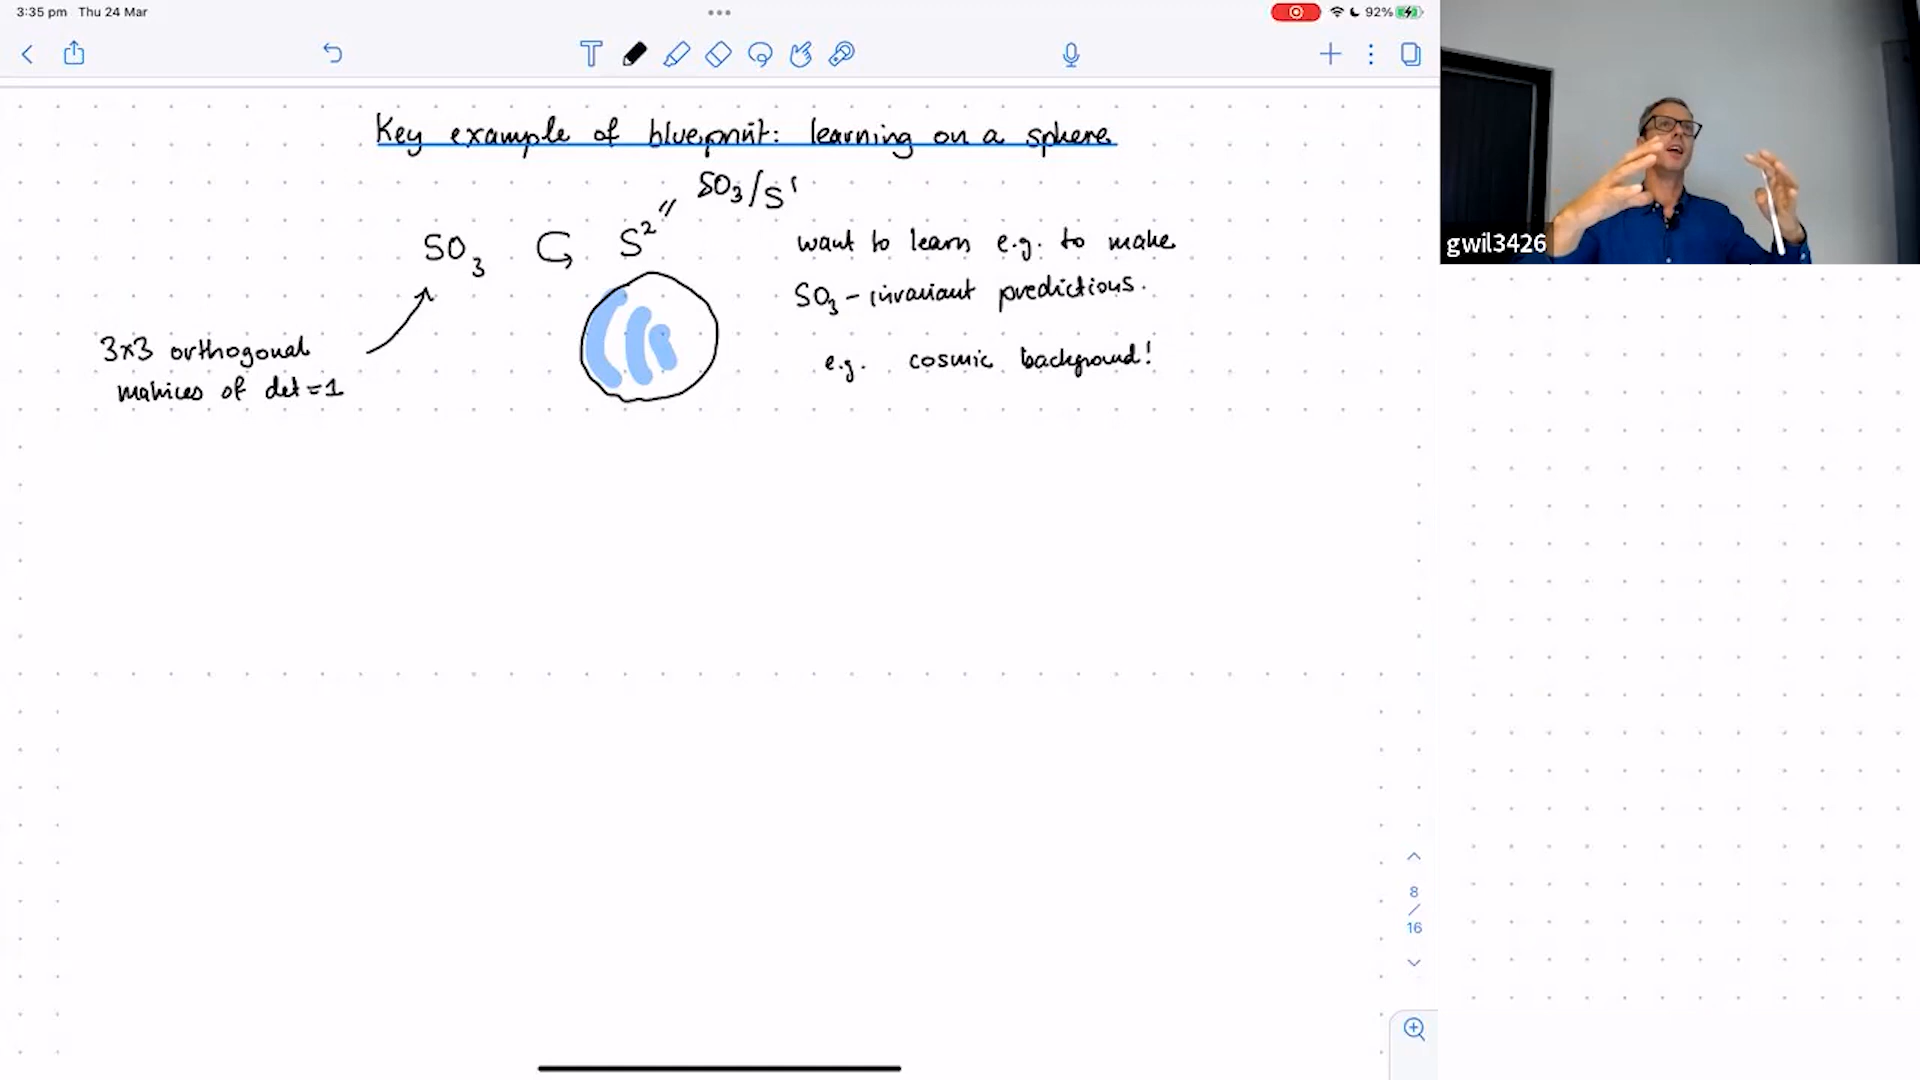 3:35 pm Thu 24 Mar
92%
Key example of blueprint: learning on a sphere
SO₃/S¹
SO₃ S² "
want to learn e.g. to make
SO₃-invariant predictions.
3x3 orthogonal
matrices of det=1
e.g. cosmic background!
gwil3426
8
/
16